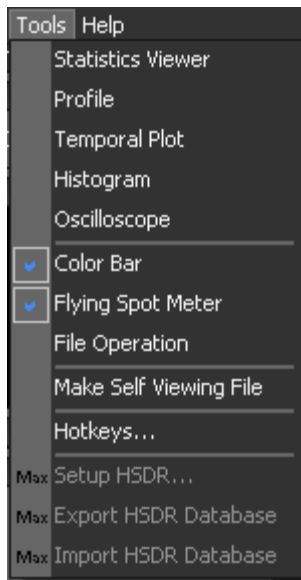 Tools Help
Statistics Viewer
Profile
Temporal Plot
Histogram
Oscilloscope
Color Bar
Flying Spot Meter
File Operation
Make Self Viewing File
Hotkeys...
Max Setup HSDR...
Max Export HSDR Database
Max Import HSDR Database